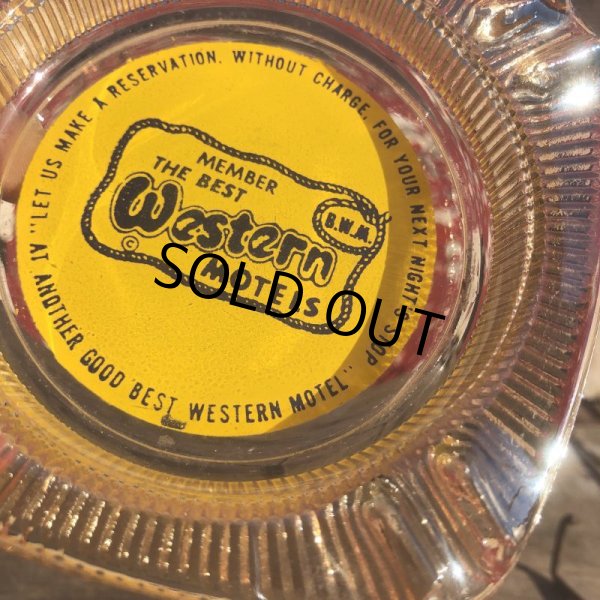 "LET US MAKE A RESERVATION, WITHOUT CHARGE, FOR YOUR NEXT NIGHT'S STOP
AT ANOTHER GOOD BEST WESTERN MOTEL"
MEMBER
THE BEST
Western
B.W.M.
©
MOTELS
SOLD OUT